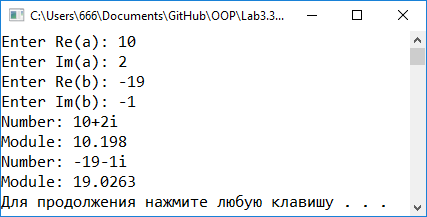 C:\Users\666\Documents\GitHub\OOP\Lab3.3...
Enter Re(a): 10
Enter Im(a): 2
Enter Re(b): -19
Enter Im(b): -1
Number: 10+2i
Module: 10.198
Number: -19-1i
Module: 19.0263
Для продолжения нажмите любую клавишу . . .